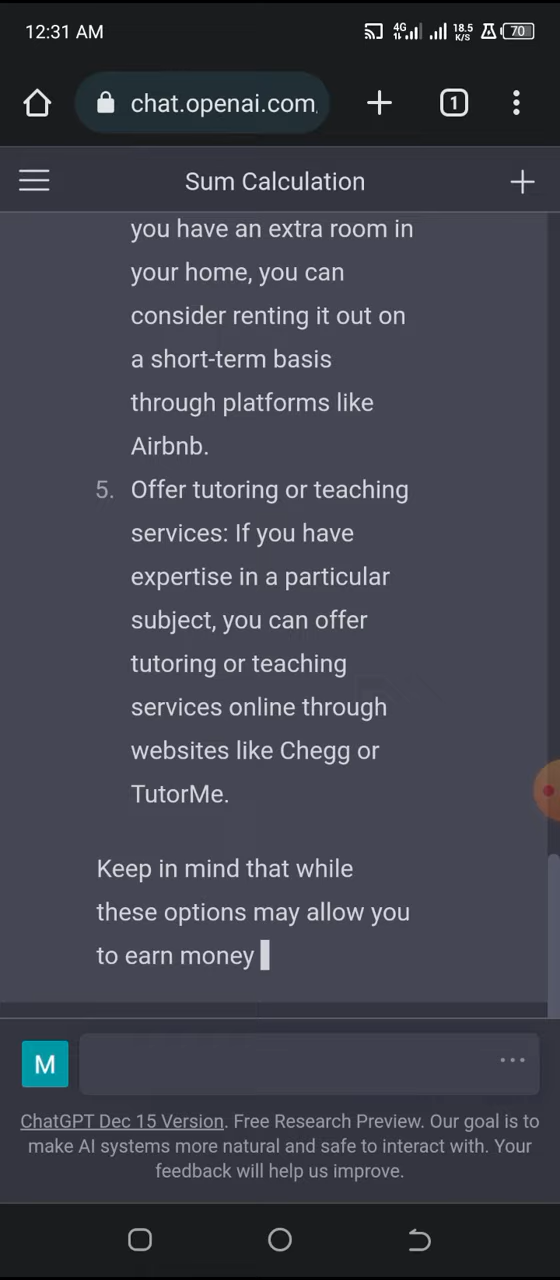 12:31 AM
4G
18.5
K/S
70
chat.openai.com
1
Sum Calculation
you have an extra room in
your home, you can
consider renting it out on
a short-term basis
through platforms like
Airbnb.
5. Offer tutoring or teaching
services: If you have
expertise in a particular
subject, you can offer
tutoring or teaching
services online through
websites like Chegg or
TutorMe.
Keep in mind that while
these options may allow you
to earn money
M
ChatGPT Dec 15 Version. Free Research Preview. Our goal is to
make AI systems more natural and safe to interact with. Your
feedback will help us improve.